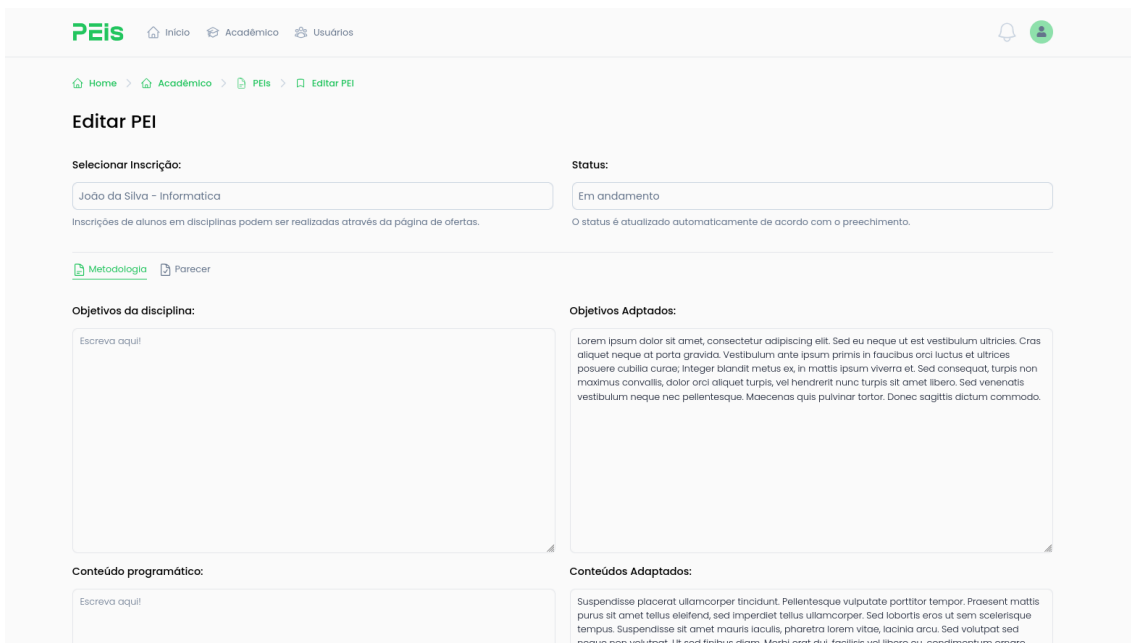 PEis
Início Acadêmico Usuários
Home > Acadêmico > PEIs > Editar PEI
Editar PEI
Selecionar Inscrição:
João da Silva - Informatica
Inscrições de alunos em disciplinas podem ser realizadas através da página de ofertas.
Status:
Em andamento
O status é atualizado automaticamente de acordo com o preechimento.
Metodologia Parecer
Objetivos da disciplina:
Escreva aqui!
Objetivos Adptados:
Lorem ipsum dolor sit amet, consectetur adipiscing elit. Sed eu neque ut est vestibulum ultricies. Cras
aliquet neque at porta gravida. Vestibulum ante ipsum primis in faucibus orci luctus et ultrices
posuere cubilia curae; Integer blandit metus ex, in mattis ipsum viverra et. Sed consequat, turpis non
maximus convallis, dolor orci aliquet turpis, vel hendrerit nunc turpis sit amet libero. Sed venenatis
vestibulum neque nec pellentesque. Maecenas quis pulvinar tortor. Donec sagittis dictum commodo.
Conteúdo programático:
Escreva aqui!
Conteúdos Adaptados:
Suspendisse placerat ullamcorper tincidunt. Pellentesque vulputate porttitor tempor. Praesent mattis
purus sit amet tellus eleifend, sed imperdiet tellus ullamcorper. Sed lobortis eros ut sem scelerisque
tempus. Suspendisse sit amet mauris iaculis, pharetra lorem vitae, lacinia arcu. Sed volutpat sed